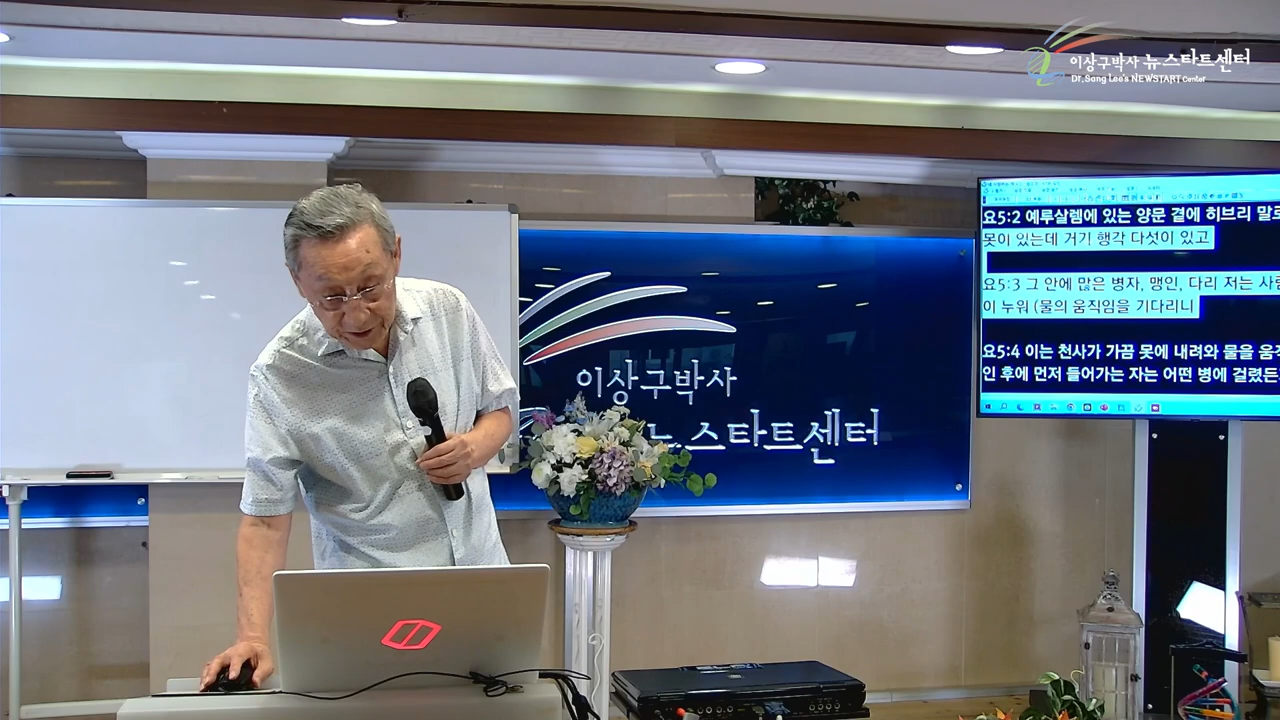 이상구박사 뉴스타트센터
Dr. Sang Lee's NEWSTART Center
요5:2 예루살렘에 있는 양문 곁에 히브리 말로
못이 있는데 거기 행각 다섯이 있고
요5:3 그 안에 많은 병자, 맹인, 다리 저는 사람
이 누워 (물의 움직임을 기다리니
요5:4 이는 천사가 가끔 못에 내려와 물을 움직
인 후에 먼저 들어가는 자는 어떤 병에 걸렸든
이상구박사
뉴스타트센터